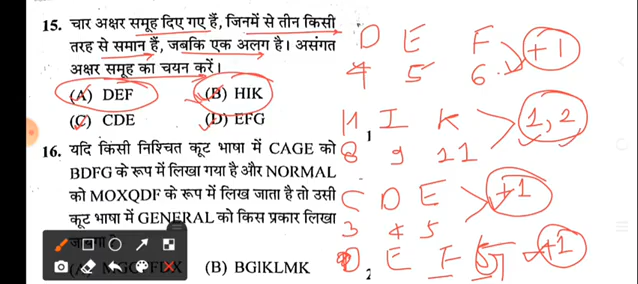 15. चार अक्षर समूह दिए गए हैं, जिनमें से तीन किसी
तरह से समान हैं, जबकि एक अलग है। असंगत
अक्षर समूह का चयन करें।
(A) DEF (B) HIK
(C) CDE (D) EFG
16. यदि किसी निश्चित कूट भाषा में CAGE को
BDFG के रूप में लिखा गया है और NORMAL
को MOXQDF के रूप में लिखा जाता है तो उसी
कूट भाषा में GENERAL को किस प्रकार लिखा
(B) BGIKLMK
D E F +1
4 5 6
H I K 1, 2
8 9 11
C D E +1
3 4 5
E F G +1